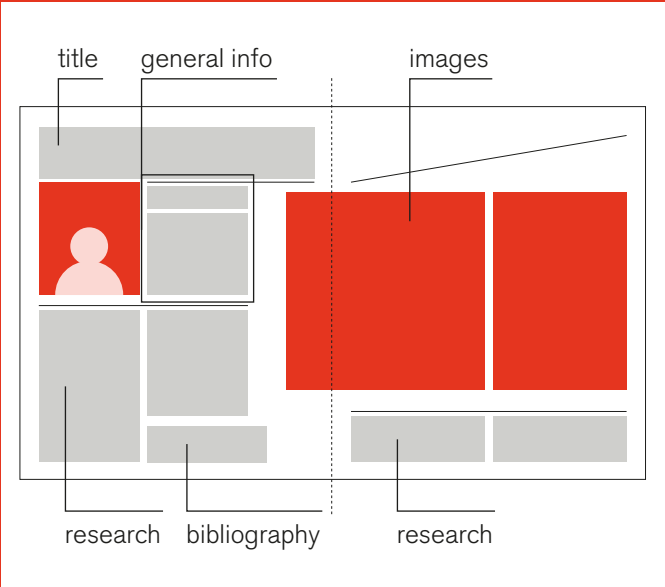 title
general info
images
research
bibliography
research